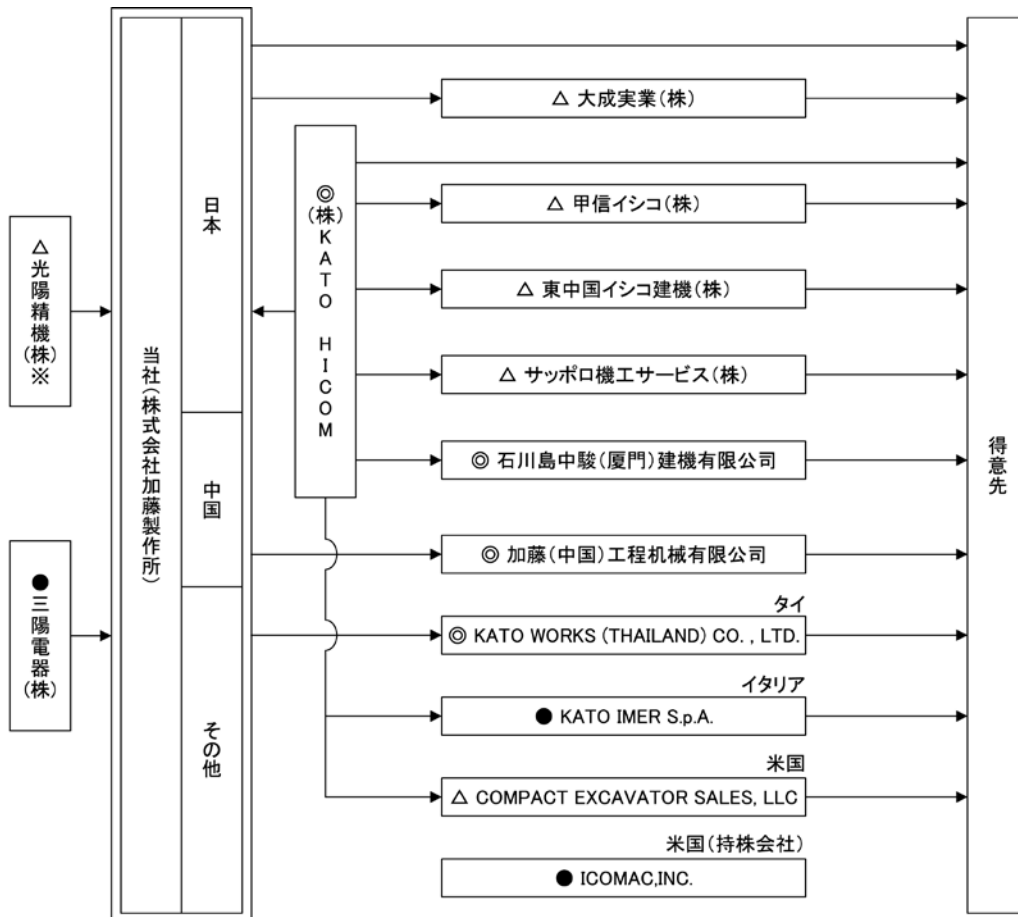 △光陽精機(株)※
●三陽電器(株)
当社(株式会社加藤製作所)
日本
中国
その他
◎(株)KATO HICOM
△ 大成実業(株)
△ 甲信イシコ(株)
△ 東中国イシコ建機(株)
△ サッポロ機工サービス(株)
◎ 石川島中駿(厦門)建機有限公司
◎ 加藤(中国)工程机械有限公司
タイ
◎ KATO WORKS (THAILAND) CO. , LTD.
イタリア
● KATO IMER S.p.A.
米国
△ COMPACT EXCAVATOR SALES, LLC
米国(持株会社)
● ICOMAC,INC.
得意先